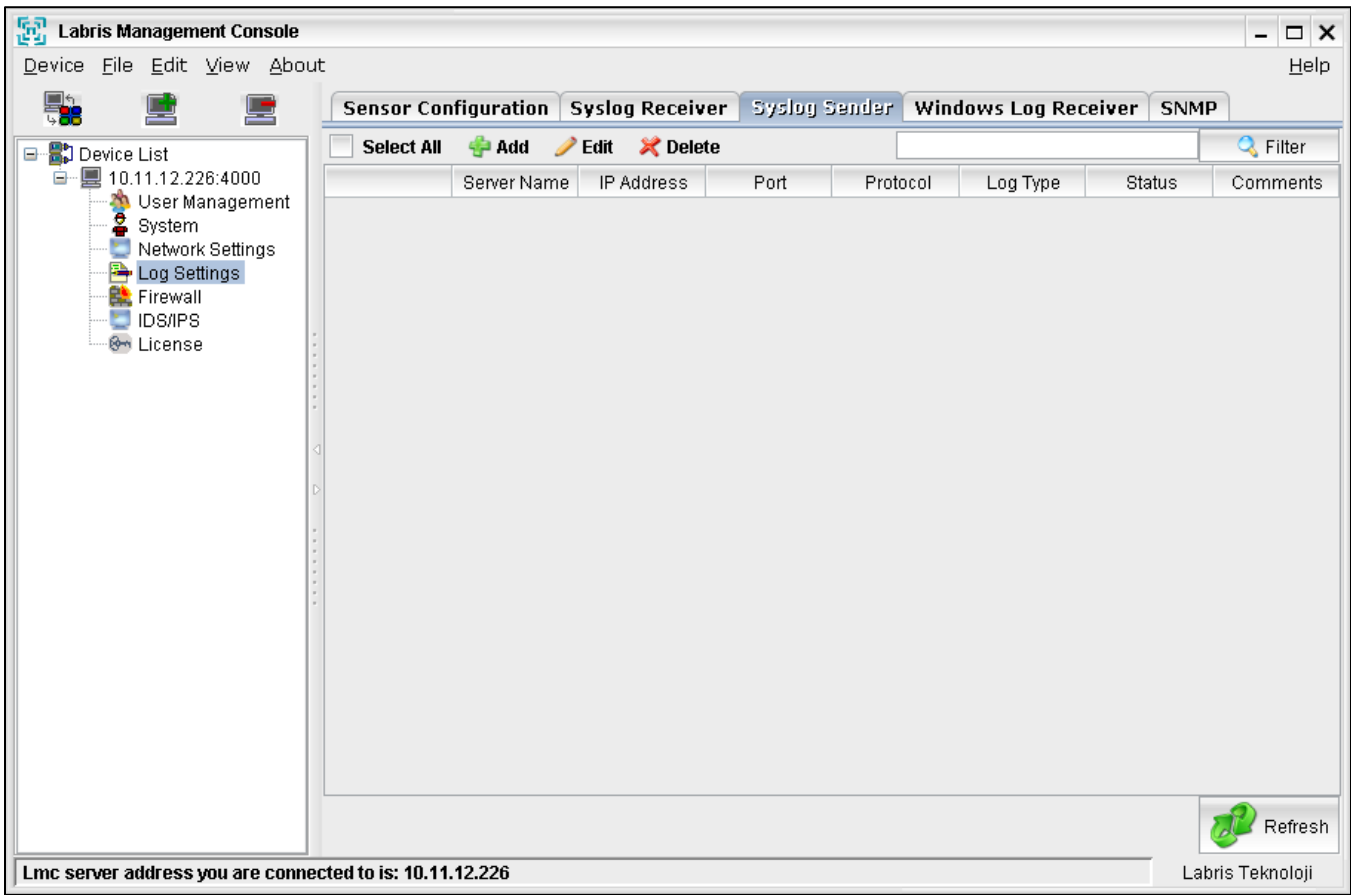 Labris Management Console
Device File Edit View About Help
Sensor Configuration Syslog Receiver Syslog Sender Windows Log Receiver SNMP
Select All Add Edit Delete Filter
Server Name IP Address Port Protocol Log Type Status Comments
Device List
10.11.12.226:4000
User Management
System
Network Settings
Log Settings
Firewall
IDS/IPS
License
Refresh
Lmc server address you are connected to is: 10.11.12.226 Labris Teknoloji